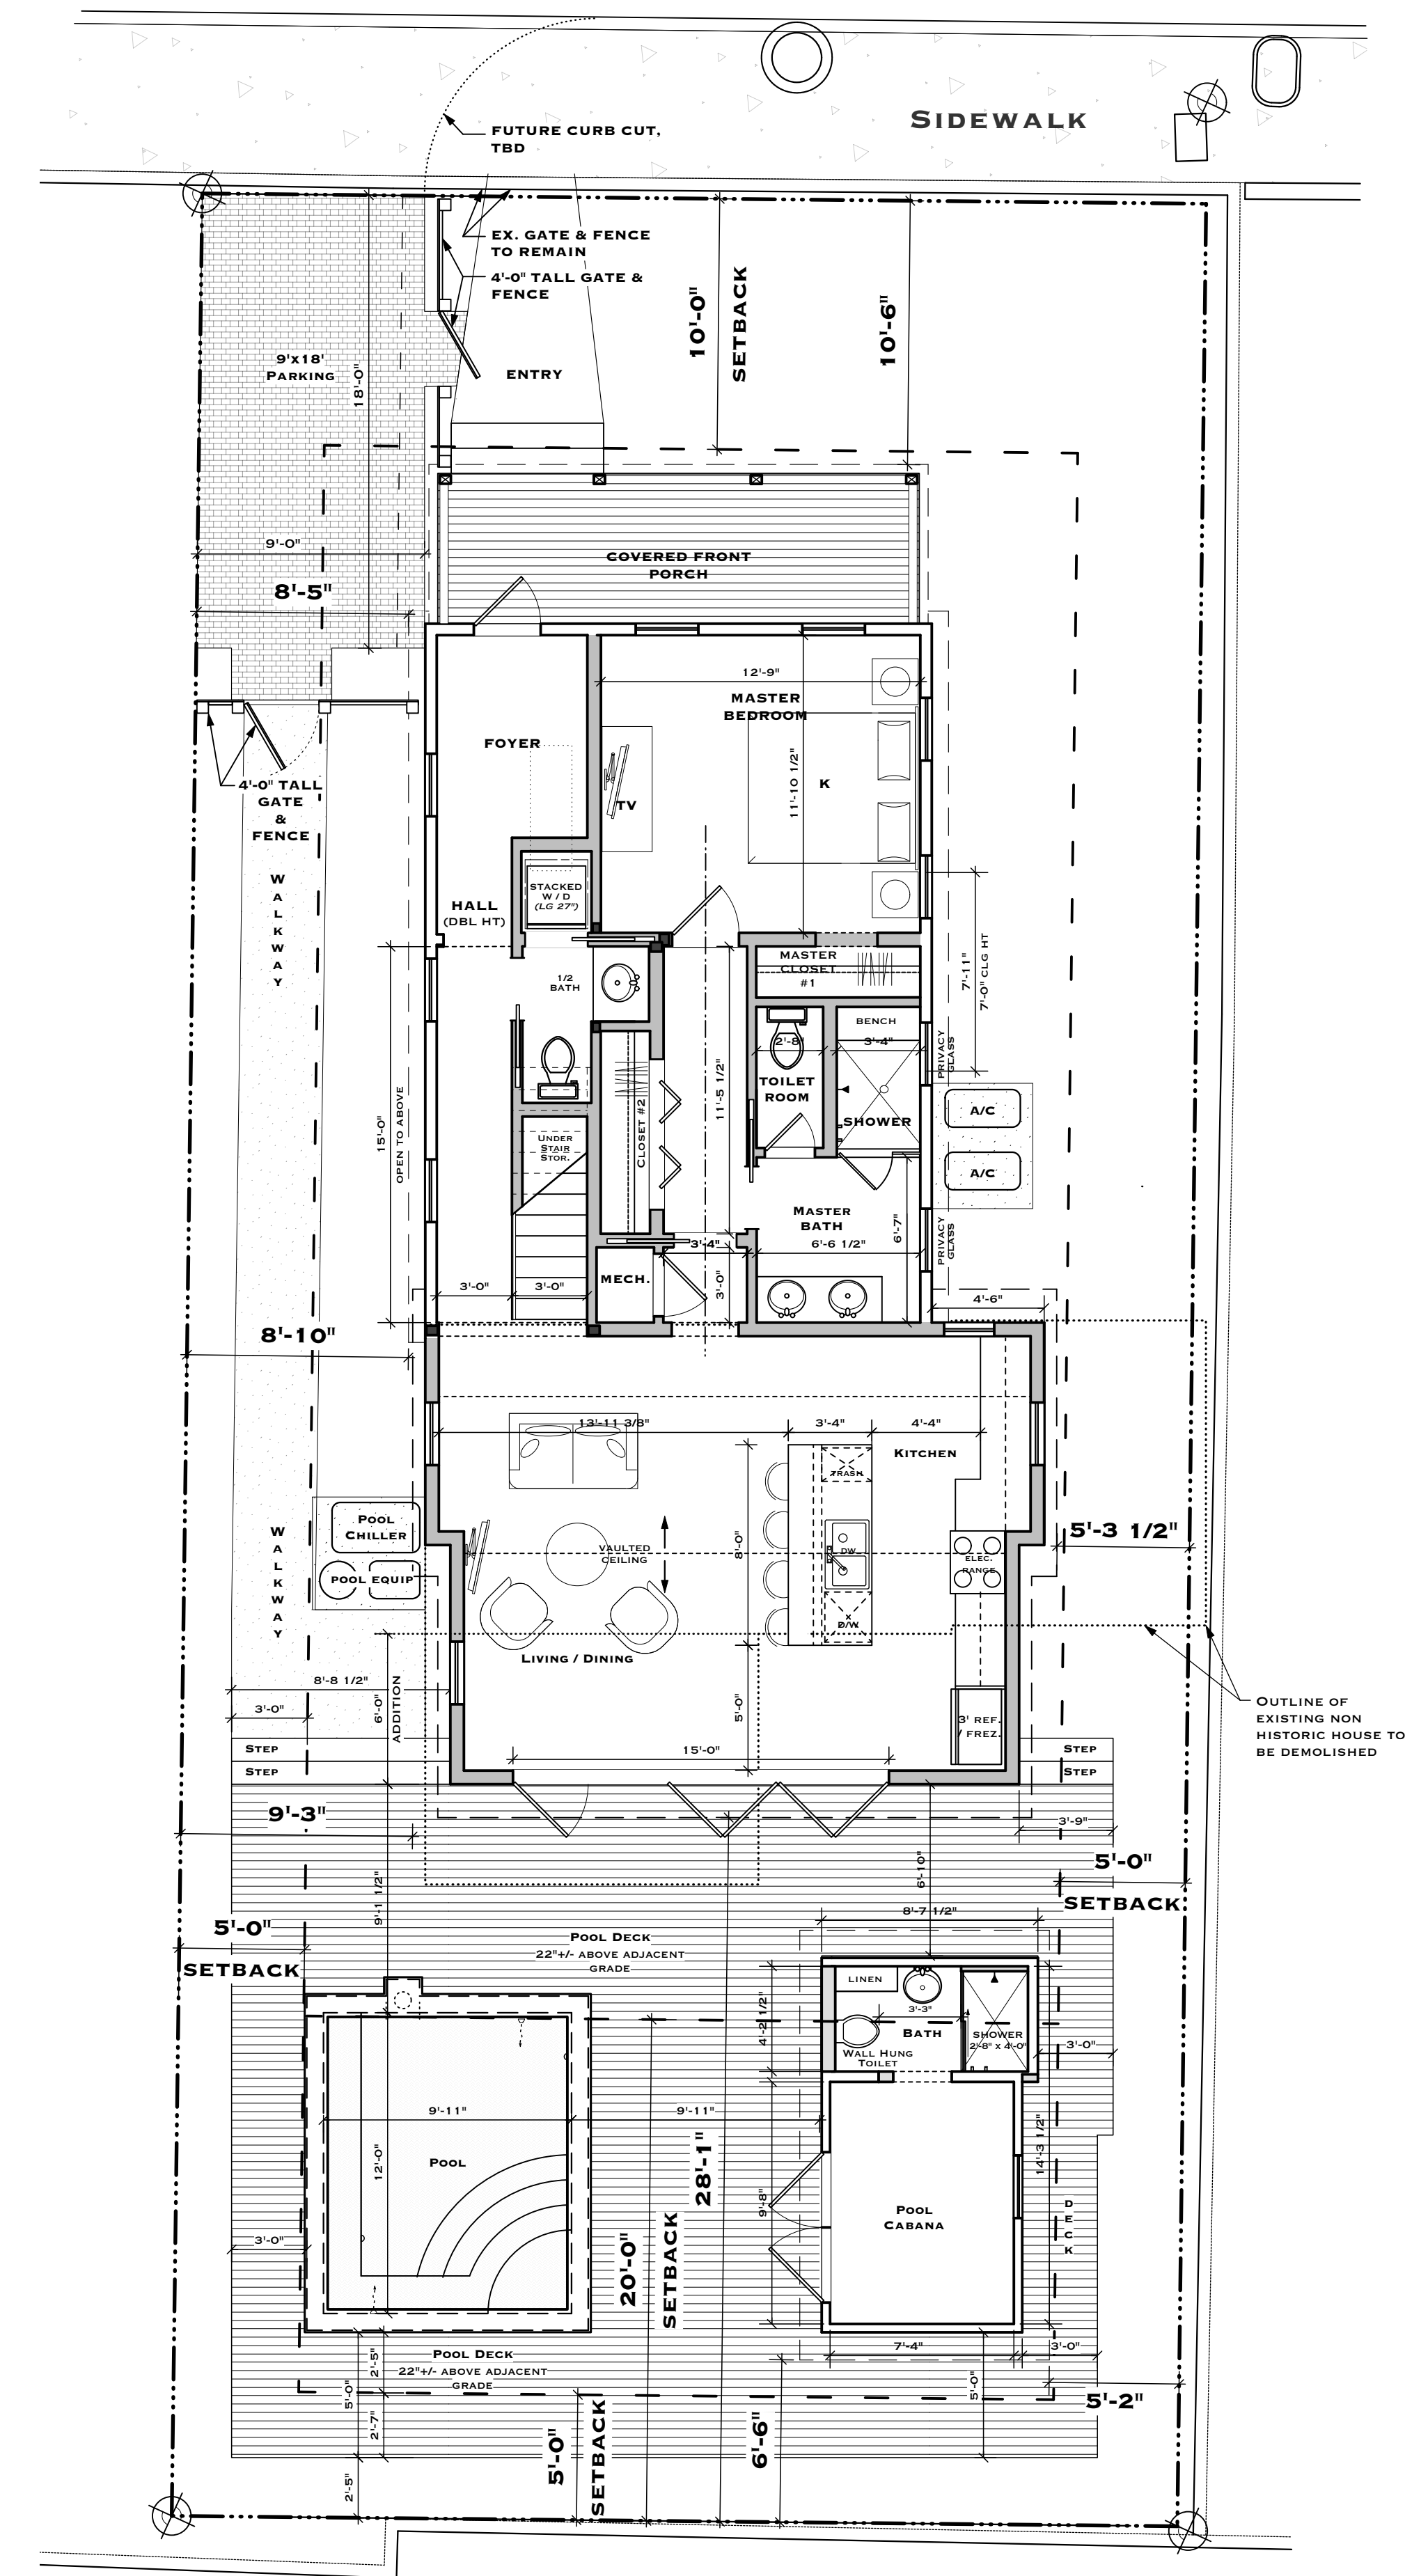 SIDEWALK
FUTURE CURB CUT,
TBD
EX. GATE & FENCE
TO REMAIN
4'-0" TALL GATE &
FENCE
10'-0"
SETBACK
10'-6"
9'x18'
PARKING
18'-0"
ENTRY
9'-0"
8'-5"
COVERED FRONT
PORCH
12'-9"
MASTER
BEDROOM
FOYER
11'-10 1/2"
K
TV
4'-0" TALL
GATE
&
FENCE
WALKWAY
HALL
(DBL HT)
STACKED
W / D
(LG 27")
7'-11"
7'-0" CLG HT
MASTER
CLOSET
#1
1/2
BATH
BENCH
2'-8"
3'-4"
PRIVACY
GLASS
TOILET
ROOM
SHOWER
A/C
A/C
15'-0"
OPEN TO ABOVE
11'-5 1/2"
CLOSET #2
UNDER
STAIR
STOR.
MASTER
BATH
6'-7"
PRIVACY
GLASS
3'-4"
6'-6 1/2"
MECH.
3'-0"
3'-0"
3'-0"
4'-6"
8'-10"
13'-11 3/8"
3'-4"
4'-4"
KITCHEN
TRASH
POOL
CHILLER
POOL EQUIP
WALKWAY
VAULTED
CEILING
8'-0"
DW
ELEC.
RANGE
5'-3 1/2"
D/W
LIVING / DINING
8'-8 1/2"
3'-0"
6'-0"
ADDITION
5'-0"
3' REF.
/ FREZ.
OUTLINE OF
EXISTING NON
HISTORIC HOUSE TO
BE DEMOLISHED
STEP
STEP
15'-0"
STEP
STEP
9'-3"
3'-9"
5'-0"
SETBACK
9'-1 1/2"
6'-10"
8'-7 1/2"
5'-0"
SETBACK
POOL DECK
22"+/- ABOVE ADJACENT
GRADE
LINEN
3'-3"
4'-2 1/2"
BATH
SHOWER
2'-8" x 4'-0"
WALL HUNG
TOILET
3'-0"
9'-11"
9'-11"
12'-0"
POOL
28'-1"
14'-3 1/2"
9'-8"
POOL
CABANA
DECK
3'-0"
20'-0"
SETBACK
7'-4"
3'-0"
POOL DECK
22"+/- ABOVE ADJACENT
GRADE
2'-5"
5'-0"
2'-7"
5'-0"
5'-2"
5'-0"
SETBACK
6'-6"
2'-5"